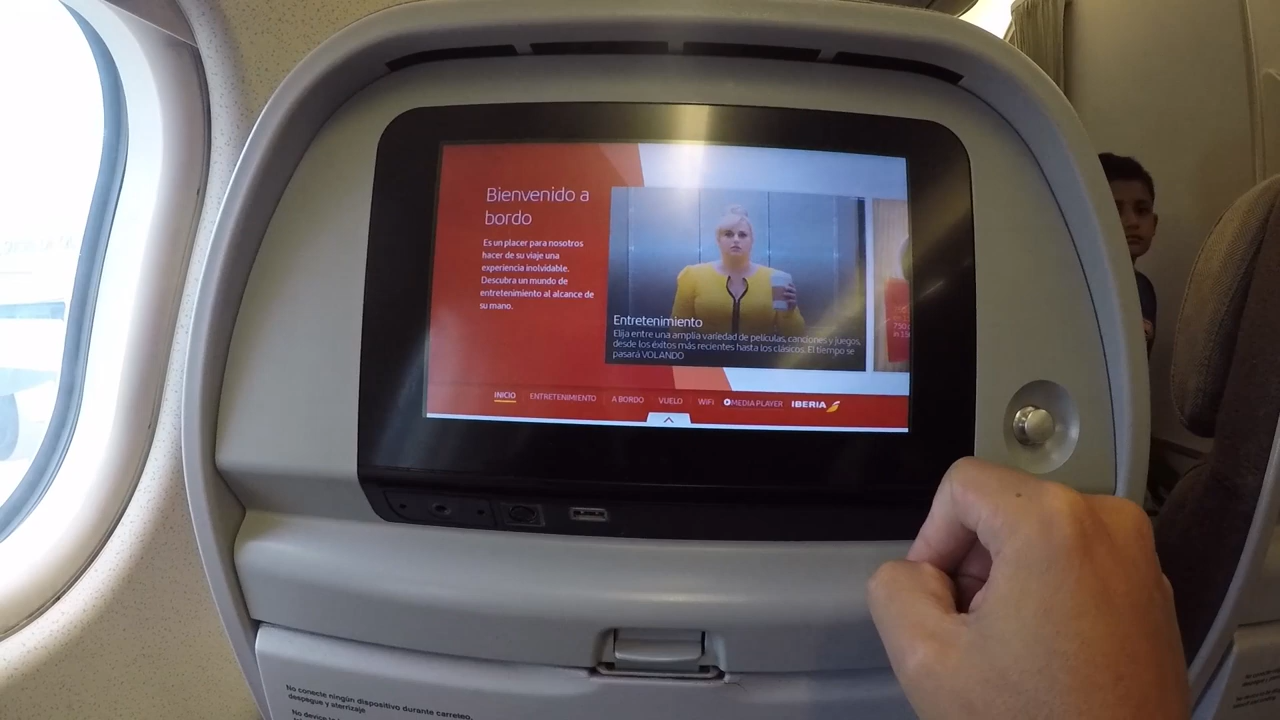 Bienvenido a
bordo
Es un placer para nosotros
hacer de su viaje una
experiencia inolvidable.
Descubra un mundo de
entretenimiento al alcance de
su mano.
Entretenimiento
Elija entre una amplia variedad de películas, canciones y juegos,
desde los éxitos más recientes hasta los clásicos. El tiempo se
pasará VOLANDO
INICIO ENTRETENIMIENTO A BORDO VUELO WIFI MEDIA PLAYER IBERIA
No conecte ningún dispositivo durante carreteo,
despegue y aterrizaje
No device